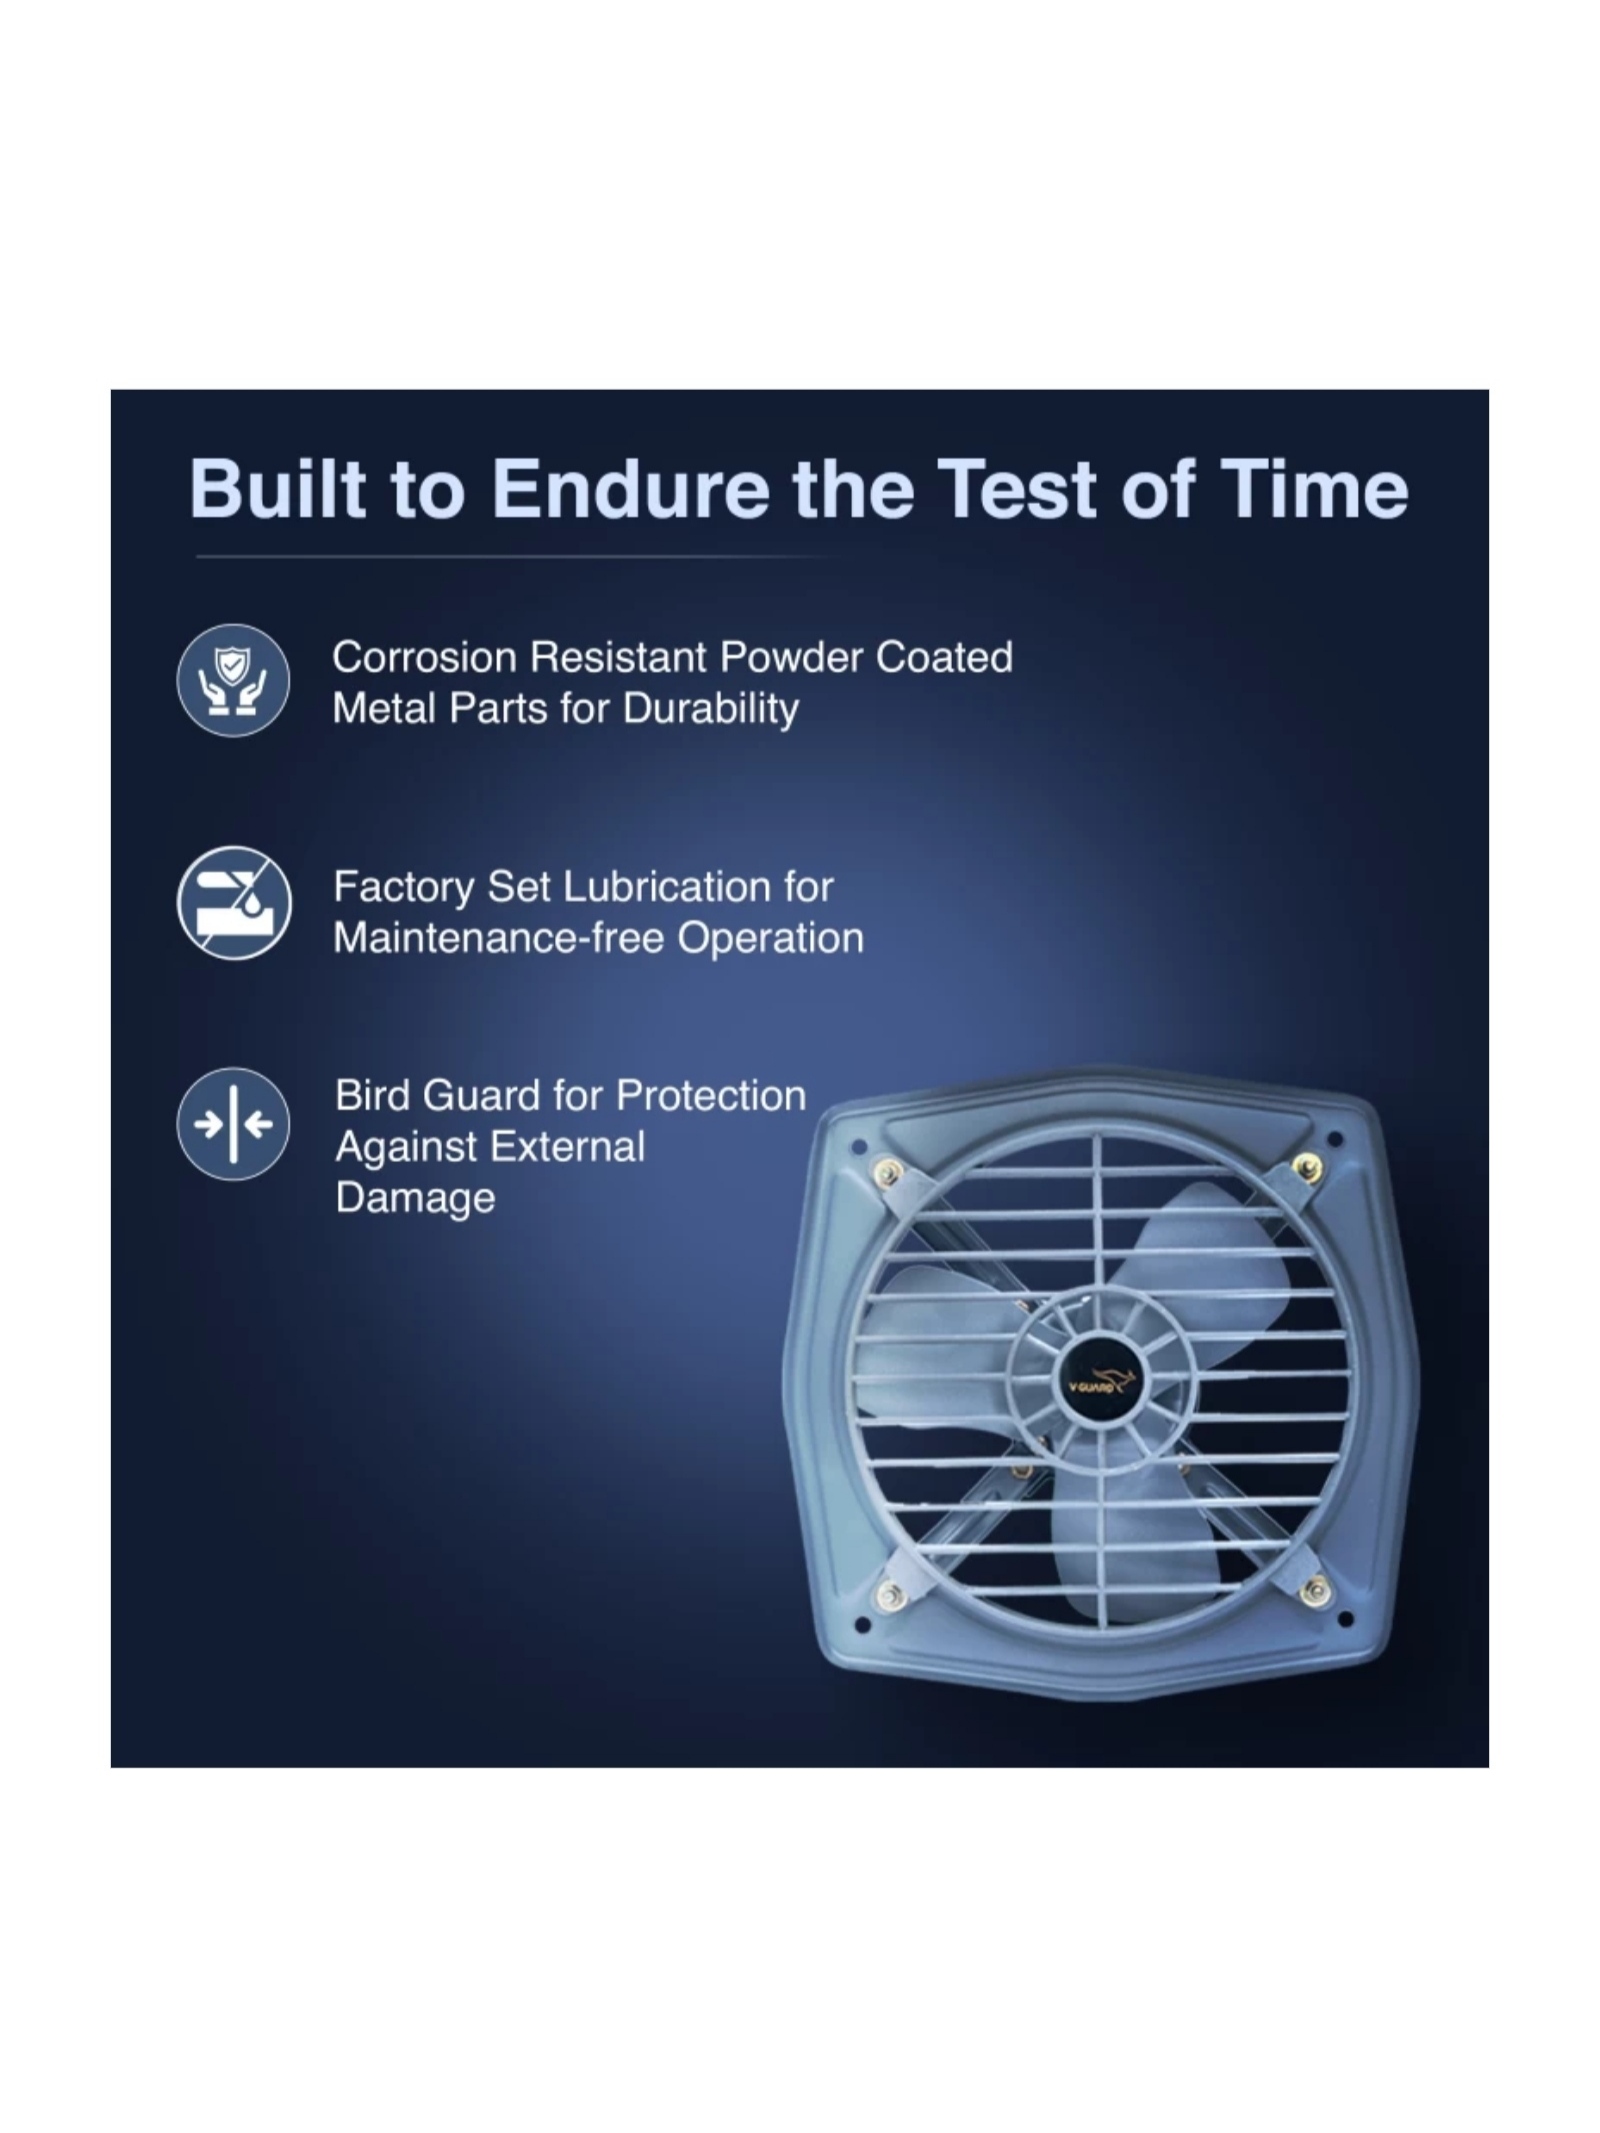 Built to Endure the Test of Time
Corrosion Resistant Powder Coated
Metal Parts for Durability
Factory Set Lubrication for
Maintenance-free Operation
Bird Guard for Protection
Against External
Damage
V GUARD